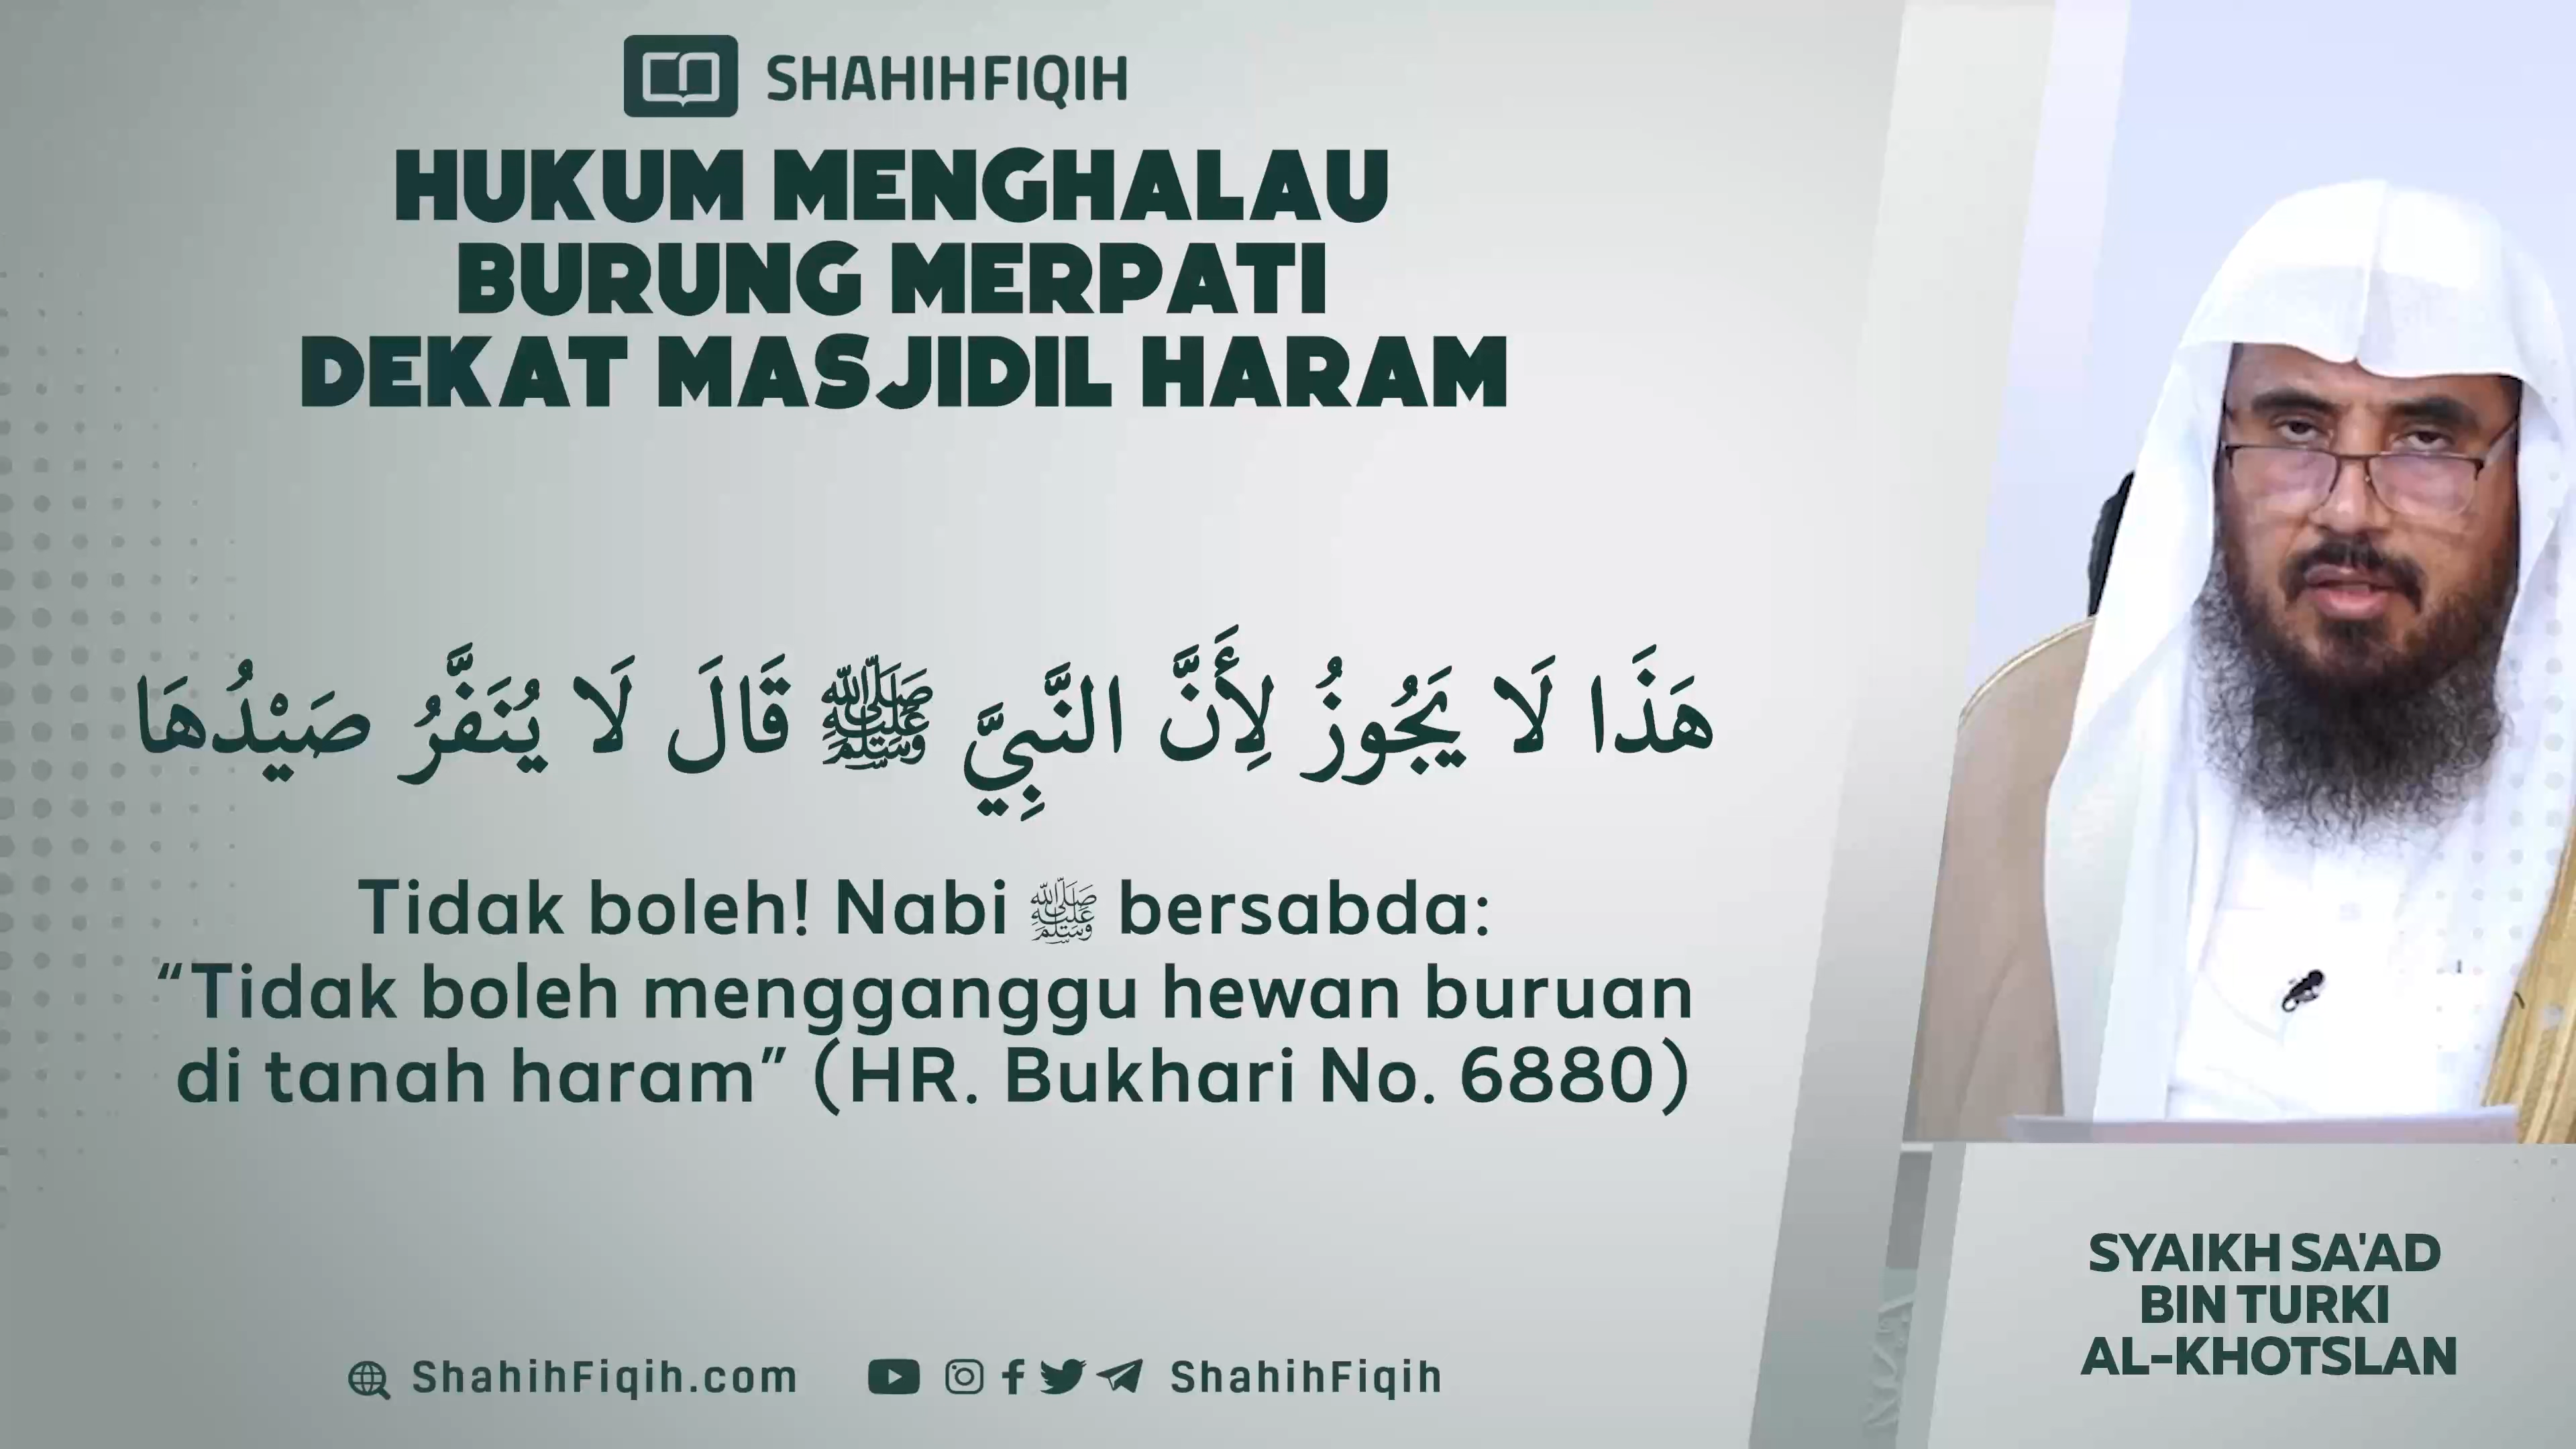 SHAHIHFIQIH
HUKUM MENGHALAU
BURUNG MERPATI
DEKAT MASJIDIL HARAM
هَذَا لَا يَجُوزُ لِأَنَّ النَّبِيَّ ﷺ قَالَ لَا يُنَفَّرُ صَيْدُهَا
Tidak boleh! Nabi ﷺ bersabda:
“Tidak boleh mengganggu hewan buruan
di tanah haram” (HR. Bukhari No. 6880)
SYAIKH SA'AD
BIN TURKI
AL-KHOTSLAN
ShahihFiqih.com
ShahihFiqih